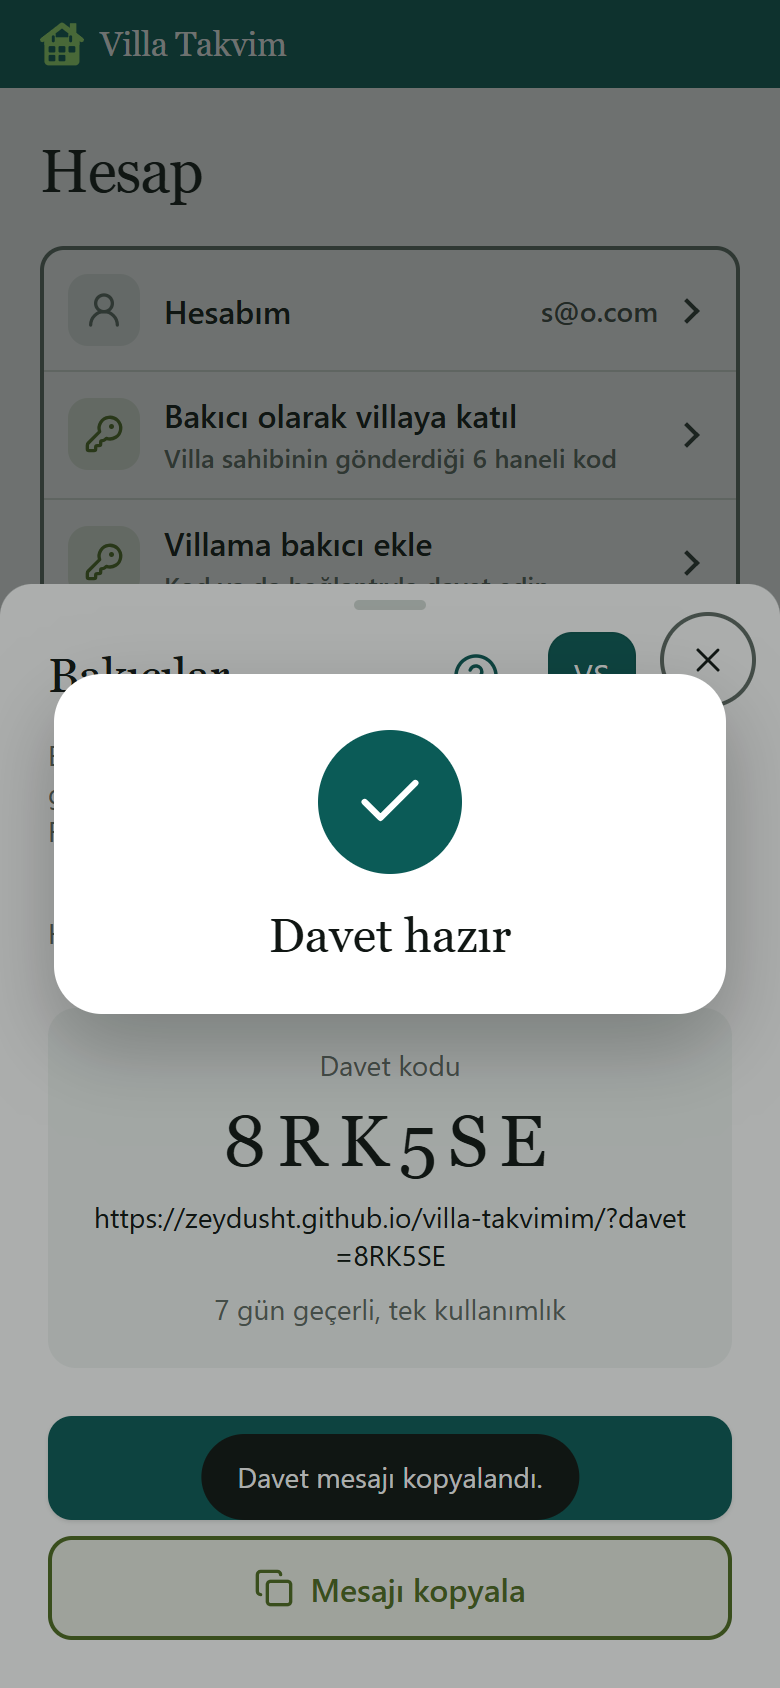 Villa Takvim
Hesap
Hesabım
s@o.com
Bakıcı olarak villaya katıl
Villa sahibinin gönderdiği 6 haneli kod
Villama bakıcı ekle
Bakıcılar
VS
Davet hazır
Davet kodu
8RK5SE
https://zeydusht.github.io/villa-takvimim/?davet
=8RK5SE
7 gün geçerli, tek kullanımlık
Davet mesajı kopyalandı.
Mesajı kopyala